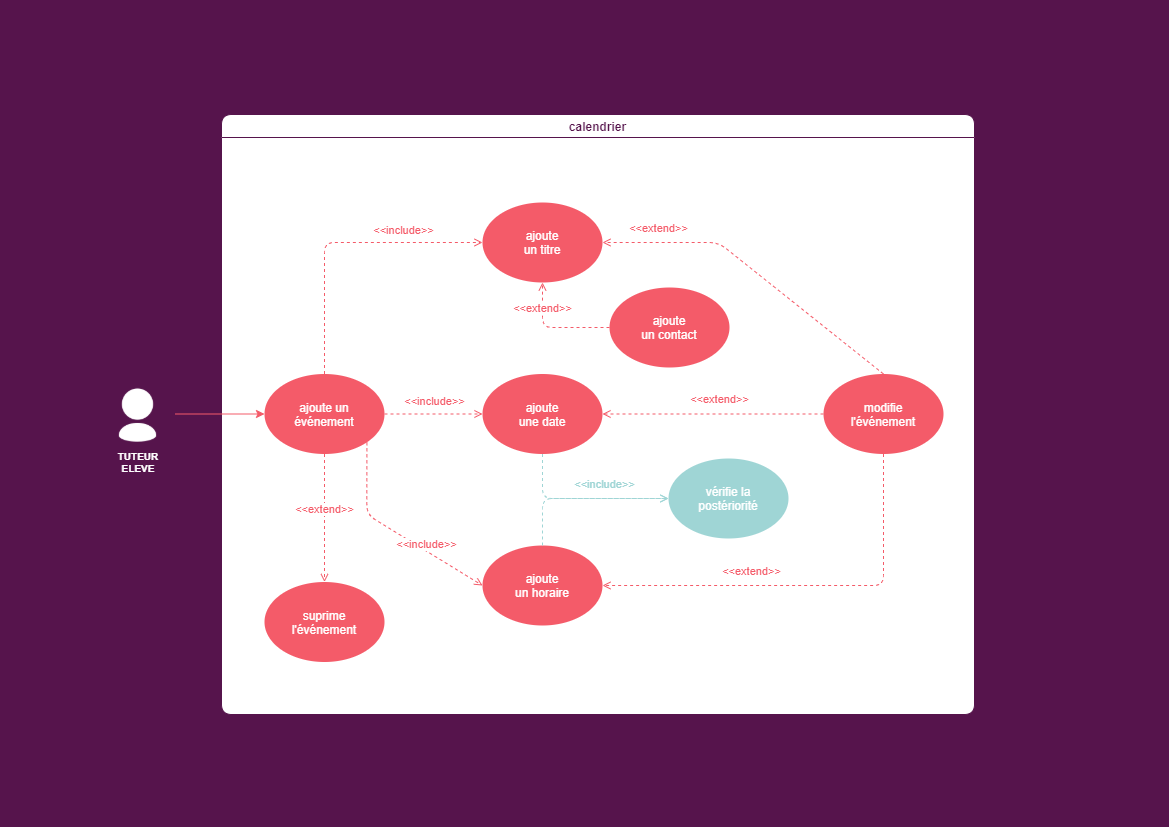 calendrier
<<include>>
ajoute
un titre
<<extend>>
<<extend>>
ajoute
un contact
TUTEUR
ELEVE
ajoute un
événement
<<include>>
ajoute
une date
<<extend>>
modifie
l'événement
<<include>>
vérifie la
postériorité
<<extend>>
<<include>>
ajoute
un horaire
<<extend>>
suprime
l'événement